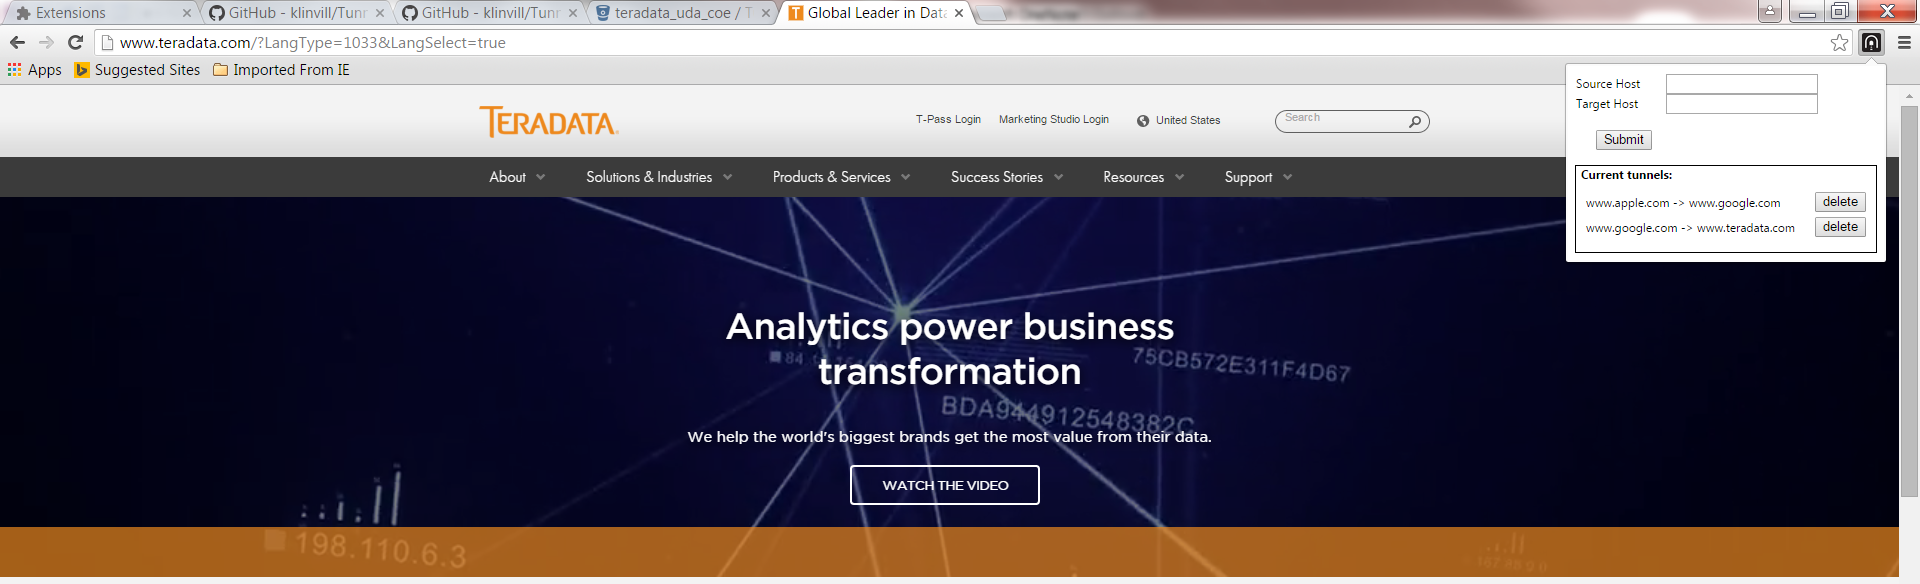 Extensions
GitHub - klinvill/Tunn
GitHub - klinvill/Tunn
teradata_uda_coe / T
Global Leader in Data
www.teradata.com/?LangType=1033&LangSelect=true
Apps
Suggested Sites
Imported From IE
Source Host
Target Host
Submit
Current tunnels:
www.apple.com -> www.google.com
delete
www.google.com -> www.teradata.com
delete
TERADATA.
T-Pass Login
Marketing Studio Login
United States
Search
About
Solutions & Industries
Products & Services
Success Stories
Resources
Support
Analytics power business
transformation
75CB572E311F4D67
BDA944912548382C
We help the world's biggest brands get the most value from their data.
WATCH THE VIDEO
198.110.6.3